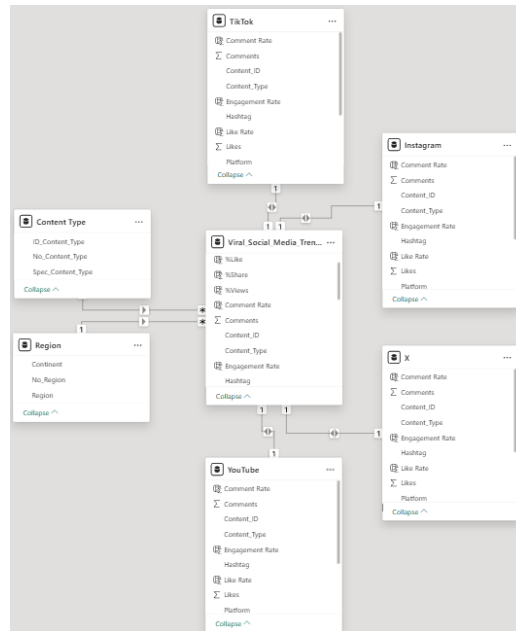 TikTok
Comment Rate
Comments
Content_ID
Content_Type
Engagement Rate
Hashtag
Like Rate
Likes
Platform
Collapse
1
Instagram
Comment Rate
Comments
Content_ID
Content_Type
Engagement Rate
Hashtag
Like Rate
Likes
Platform
Collapse
1
Content Type
ID_Content_Type
No_Content_Type
Spec_Content_Type
Collapse
Viral_Social_Media_Tren...
%Like
%Share
%Views
Comment Rate
Comments
Content_ID
Content_Type
Engagement Rate
Hashtag
Collapse
1 1
*
*
1 1
Region
Continent
No_Region
Region
Collapse
1
X
Comment Rate
Comments
Content_ID
Content_Type
Engagement Rate
Hashtag
Like Rate
Likes
Platform
Collapse
1
YouTube
Comment Rate
Comments
Content_ID
Content_Type
Engagement Rate
Hashtag
Like Rate
Likes
Platform
1